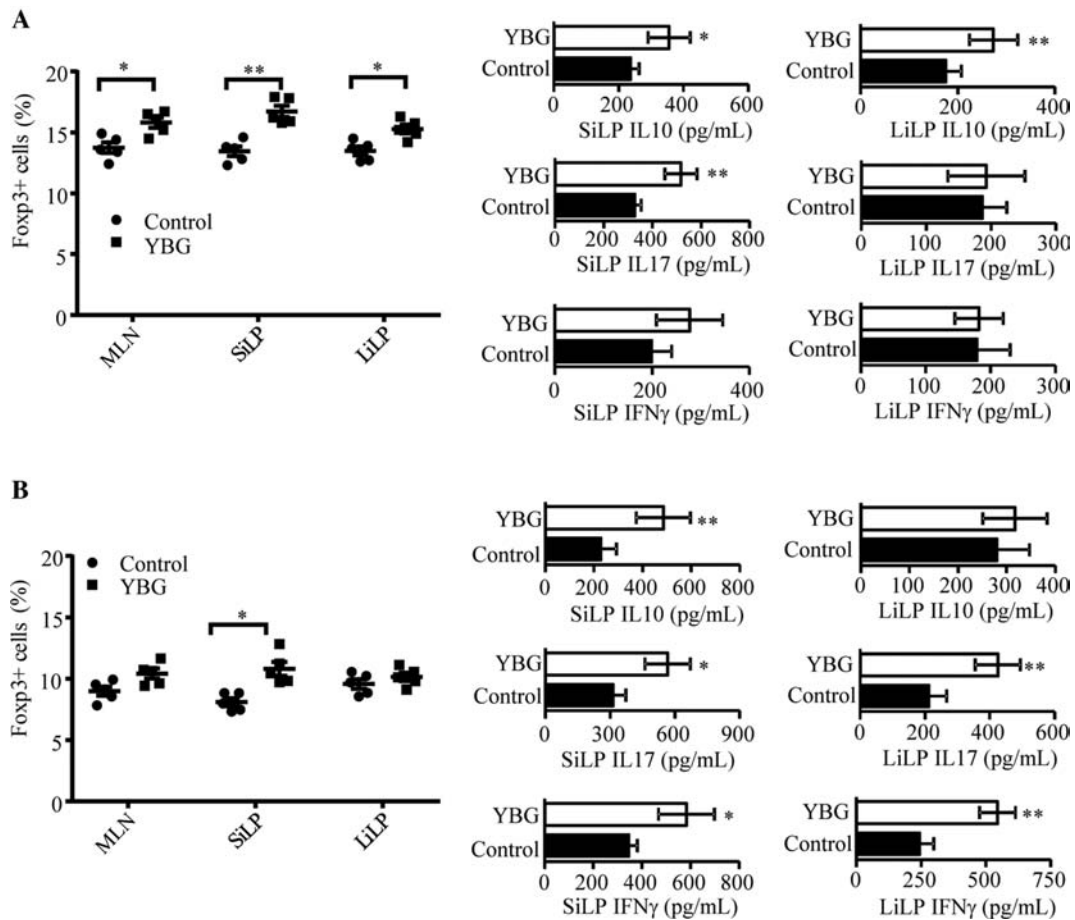 A
20
15
10
5
0
Foxp3+ cells (%)
*
**
*
Control
YBG
MLN
SiLP
LiLP
YBG
*
Control
0 200 400 600
SiLP IL10 (pg/mL)
YBG
**
Control
0 200 400
LiLP IL10 (pg/mL)
YBG
**
Control
0 200 400 600 800
SiLP IL17 (pg/mL)
YBG
Control
0 100 200 300
LiLP IL17 (pg/mL)
YBG
Control
0 200 400
SiLP IFNγ (pg/mL)
YBG
Control
0 100 200 300
LiLP IFNγ (pg/mL)
B
20
15
10
5
0
Foxp3+ cells (%)
Control
YBG
*
MLN
SiLP
LiLP
YBG
**
Control
0 200 400 600 800
SiLP IL10 (pg/mL)
YBG
Control
0 100 200 300 400
LiLP IL10 (pg/mL)
YBG
*
Control
0 300 600 900
SiLP IL17 (pg/mL)
YBG
**
Control
0 200 400 600
LiLP IL17 (pg/mL)
YBG
*
Control
0 200 400 600 800
SiLP IFNγ (pg/mL)
YBG
**
Control
0 250 500 750
LiLP IFNγ (pg/mL)